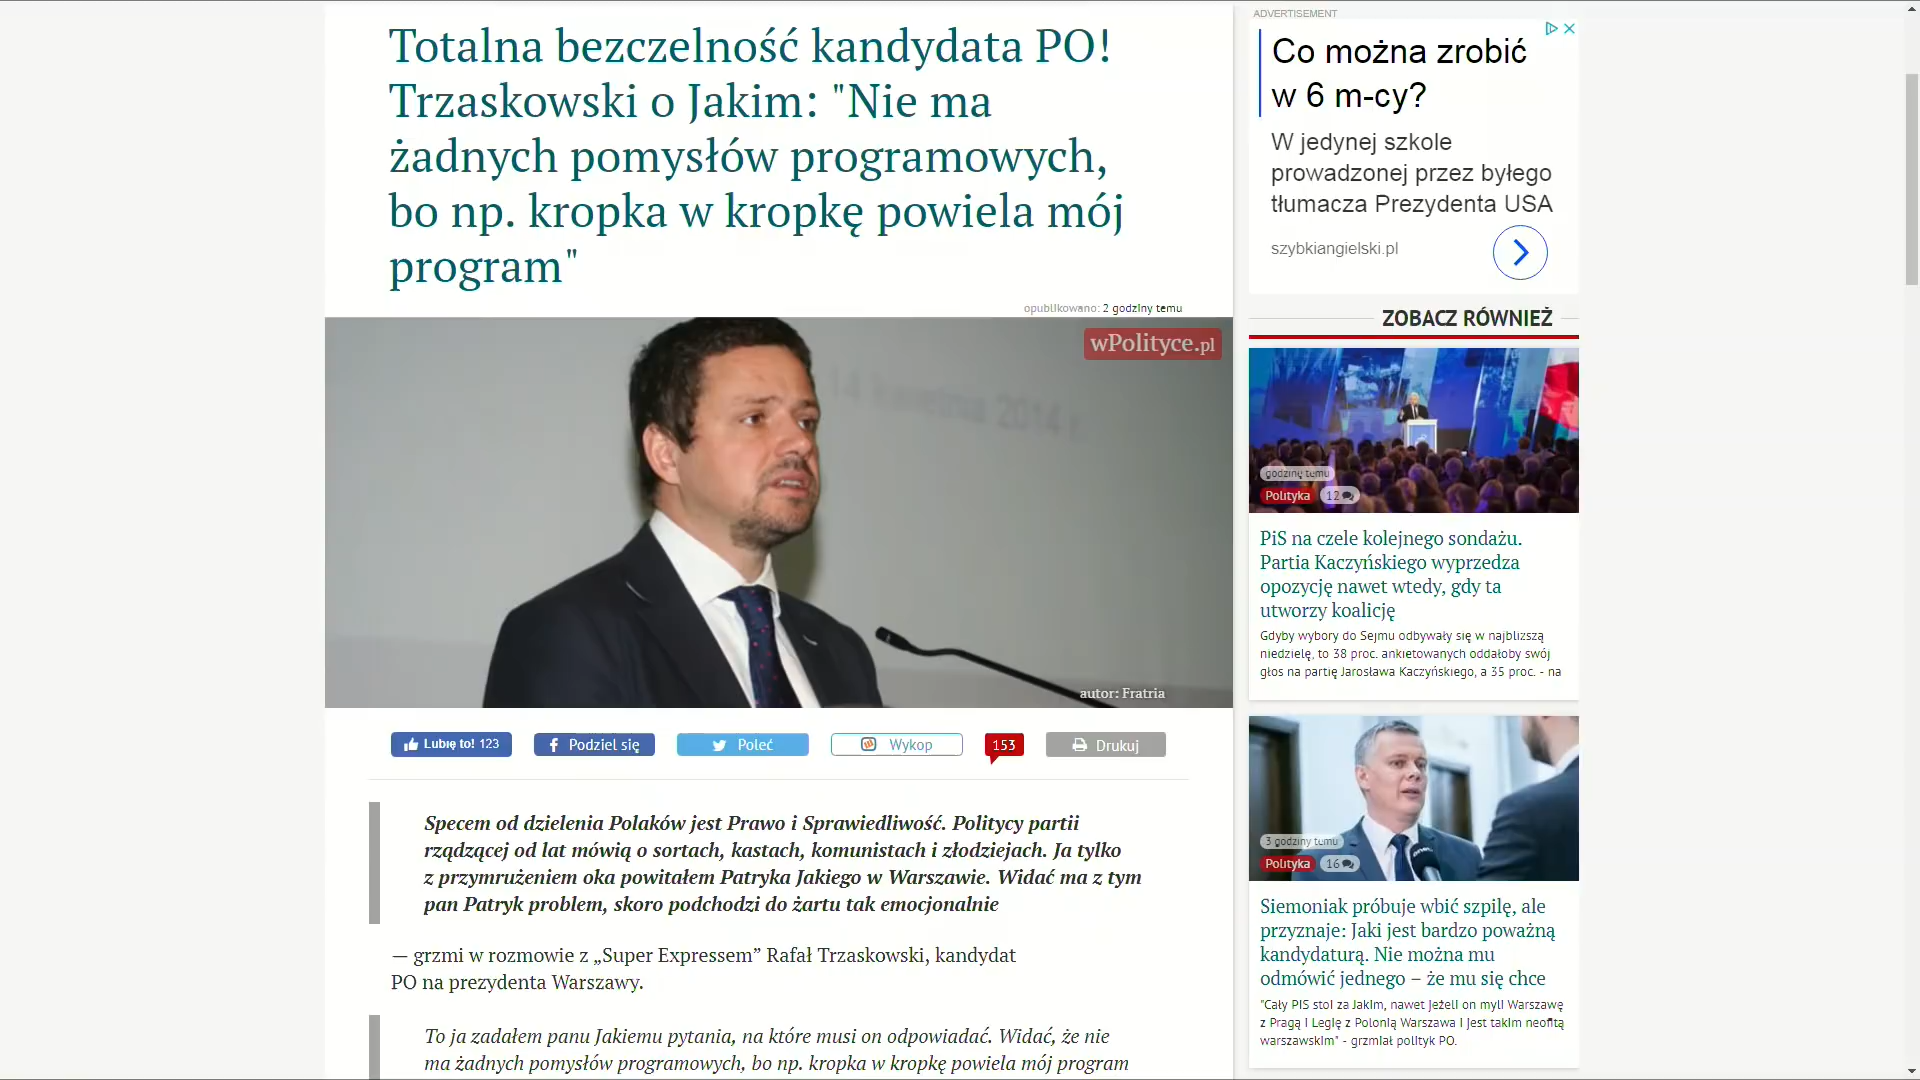 Totalna bezczelność kandydata PO!
Trzaskowski o Jakim: "Nie ma
żadnych pomysłów programowych,
bo np. kropka w kropkę powiela mój
program"
opublikowano: 2 godziny temu
wPolityce.pl
14 kwietnia 2014 r.
autor: Fratria
Lubię to! 123
Podziel się
Poleć
Wykop
153
Drukuj
Specem od dzielenia Polaków jest Prawo i Sprawiedliwość. Politycy partii
rządzącej od lat mówią o sortach, kastach, komunistach i złodziejach. Ja tylko
z przymrużeniem oka powitałem Patryka Jakiego w Warszawie. Widać ma z tym
pan Patryk problem, skoro podchodzi do żartu tak emocjonalnie
— grzmi w rozmowie z „Super Expressem” Rafał Trzaskowski, kandydat
PO na prezydenta Warszawy.
To ja zadałem panu Jakiemu pytania, na które musi on odpowiadać. Widać, że nie
ma żadnych pomysłów programowych, bo np. kropka w kropkę powiela mój program
ADVERTISEMENT
Co można zrobić
w 6 m-cy?
W jedynej szkole
prowadzonej przez byłego
tłumacza Prezydenta USA
szybkiangielski.pl
ZOBACZ RÓWNIEŻ
godzinę temu
Polityka 12
PiS na czele kolejnego sondażu.
Partia Kaczyńskiego wyprzedza
opozycję nawet wtedy, gdy ta
utworzy koalicję
Gdyby wybory do Sejmu odbywały się w najbliższą
niedzielę, to 38 proc. ankietowanych oddałoby swój
głos na partię Jarosława Kaczyńskiego, a 35 proc. - na
3 godziny temu
Polityka 16
Siemoniak próbuje wbić szpilę, ale
przyznaje: Jaki jest bardzo poważną
kandydaturą. Nie można mu
odmówić jednego – że mu się chce
"Cały PIS stoi za Jakim, nawet jeżeli on myli Warszawę
z Pragą i Legię z Polonią Warszawa i jest takim neofitą
warszawskim" - grzmiał polityk PO.